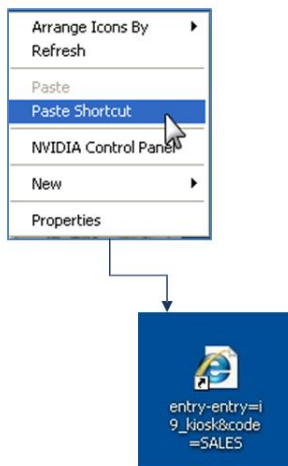 Arrange Icons By
Refresh
Paste
Paste Shortcut
NVIDIA Control Panel
New
Properties
entry-entry=i
9_kiosk&code
=SALES